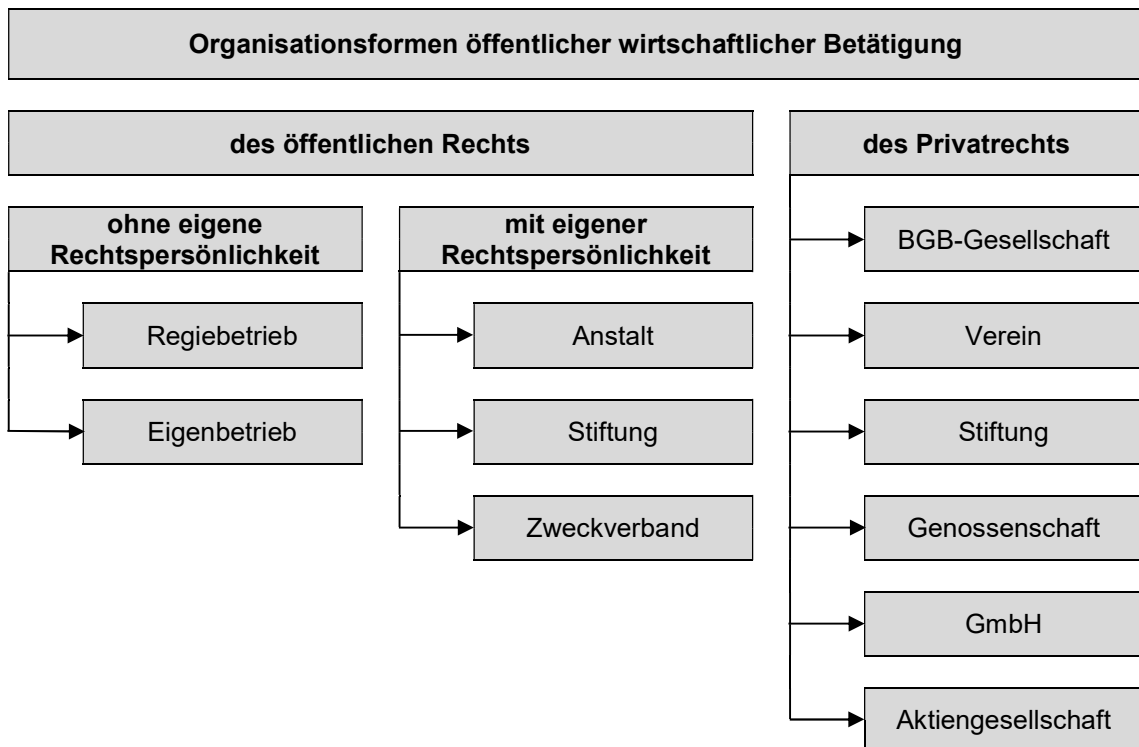 Organisationsformen öffentlicher wirtschaftlicher Betätigung
des öffentlichen Rechts
des Privatrechts
ohne eigene
Rechtspersönlichkeit
mit eigener
Rechtspersönlichkeit
Regiebetrieb
Eigenbetrieb
Anstalt
Stiftung
Zweckverband
BGB-Gesellschaft
Verein
Stiftung
Genossenschaft
GmbH
Aktiengesellschaft